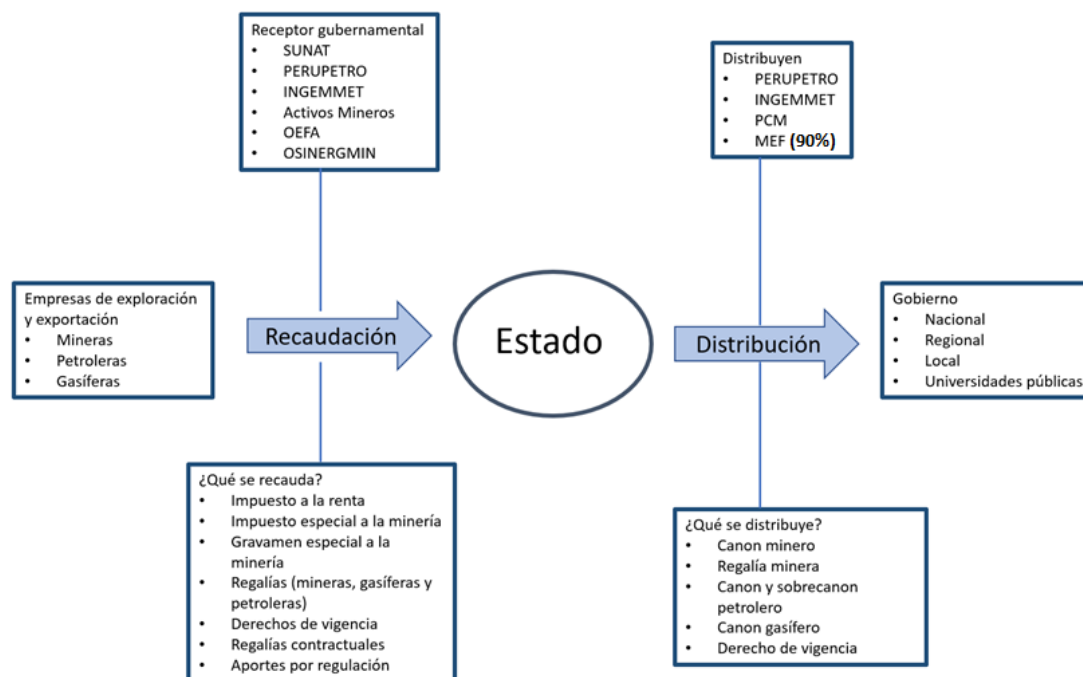 Receptor gubernamental
• SUNAT
• PERUPETRO
• INGEMMET
• Activos Mineros
• OEFA
• OSINERGMIN
Distribuyen
• PERUPETRO
• INGEMMET
• PCM
• MEF (90%)
Empresas de exploración
y exportación
• Mineras
• Petroleras
• Gasíferas
Recaudación
Estado
Distribución
Gobierno
• Nacional
• Regional
• Local
• Universidades públicas
¿Qué se recauda?
• Impuesto a la renta
• Impuesto especial a la minería
• Gravamen especial a la
minería
• Regalías (mineras, gasíferas y
petroleras)
• Derechos de vigencia
• Regalías contractuales
• Aportes por regulación
¿Qué se distribuye?
• Canon minero
• Regalía minera
• Canon y sobrecanon
petrolero
• Canon gasífero
• Derecho de vigencia